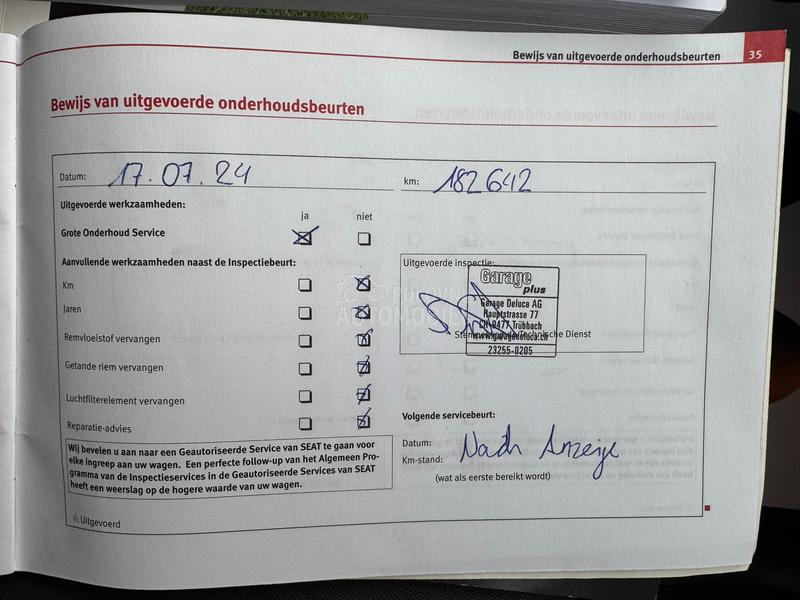 Bewijs van uitgevoerde onderhoudsbeurten 35
Bewijs van uitgevoerde onderhoudsbeurten
Datum: 17.07.24 km: 182 642
Uitgevoerde werkzaamheden:
ja niet
Grote Onderhoud Service
Aanvullende werkzaamheden naast de Inspectiebeurt:
Km
Jaren
Remvloeistof vervangen
Getande riem vervangen
Luchtfilterelement vervangen
Reparatie-advies
Uitgevoerde inspectie:
Garage
plus
Garage Deluca AG
Hauptstrasse 77
CH-9477 Trübbach
www.garagedeluca.ch
23255-0205
Technische Dienst
Volgende servicebeurt:
Datum: Nach Anzeige
Km-stand:
(wat als eerste bereikt wordt)
Wij bevelen u aan naar een Geautoriseerde Service van SEAT te gaan voor
elke ingreep aan uw wagen. Een perfecte follow-up van het Algemeen Pro-
gramma van de Inspectieservices in de Geautoriseerde Services van SEAT
heeft een weerslag op de hogere waarde van uw wagen.
√: Uitgevoerd
POLOVNI
AUTOMOBILI